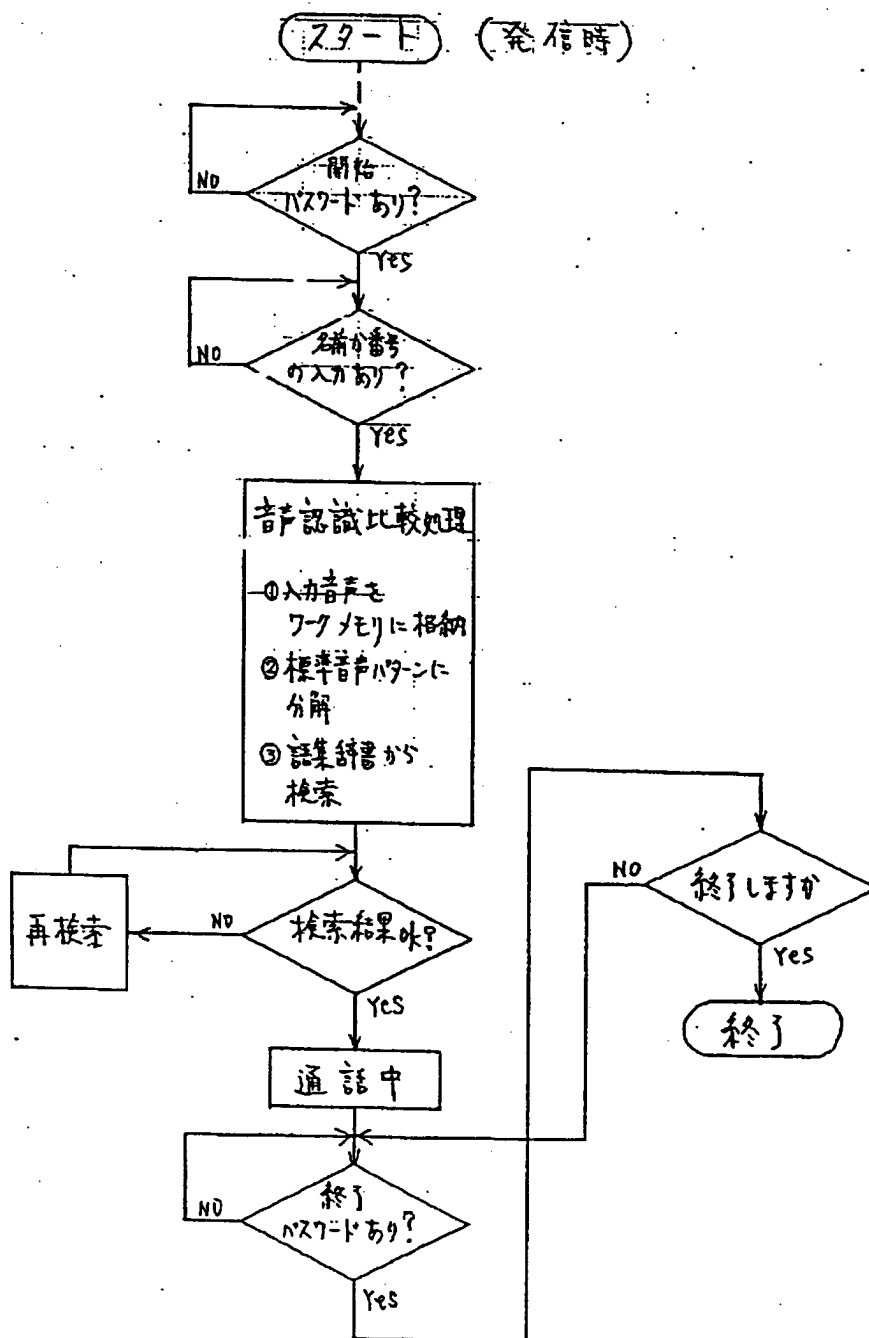 スタート (発信時)
開始
パスワードあり?
NO
Yes
名前か番号
の入力あり?
NO
Yes
音声認識比較処理
①入力音声を
ワークメモリに格納
②標準音声パターンに
分解
③語集辞書から
検索
検索結果OK?
NO
再検索
Yes
通話中
終了
パスワードあり?
NO
Yes
終了しますか
NO
Yes
終了